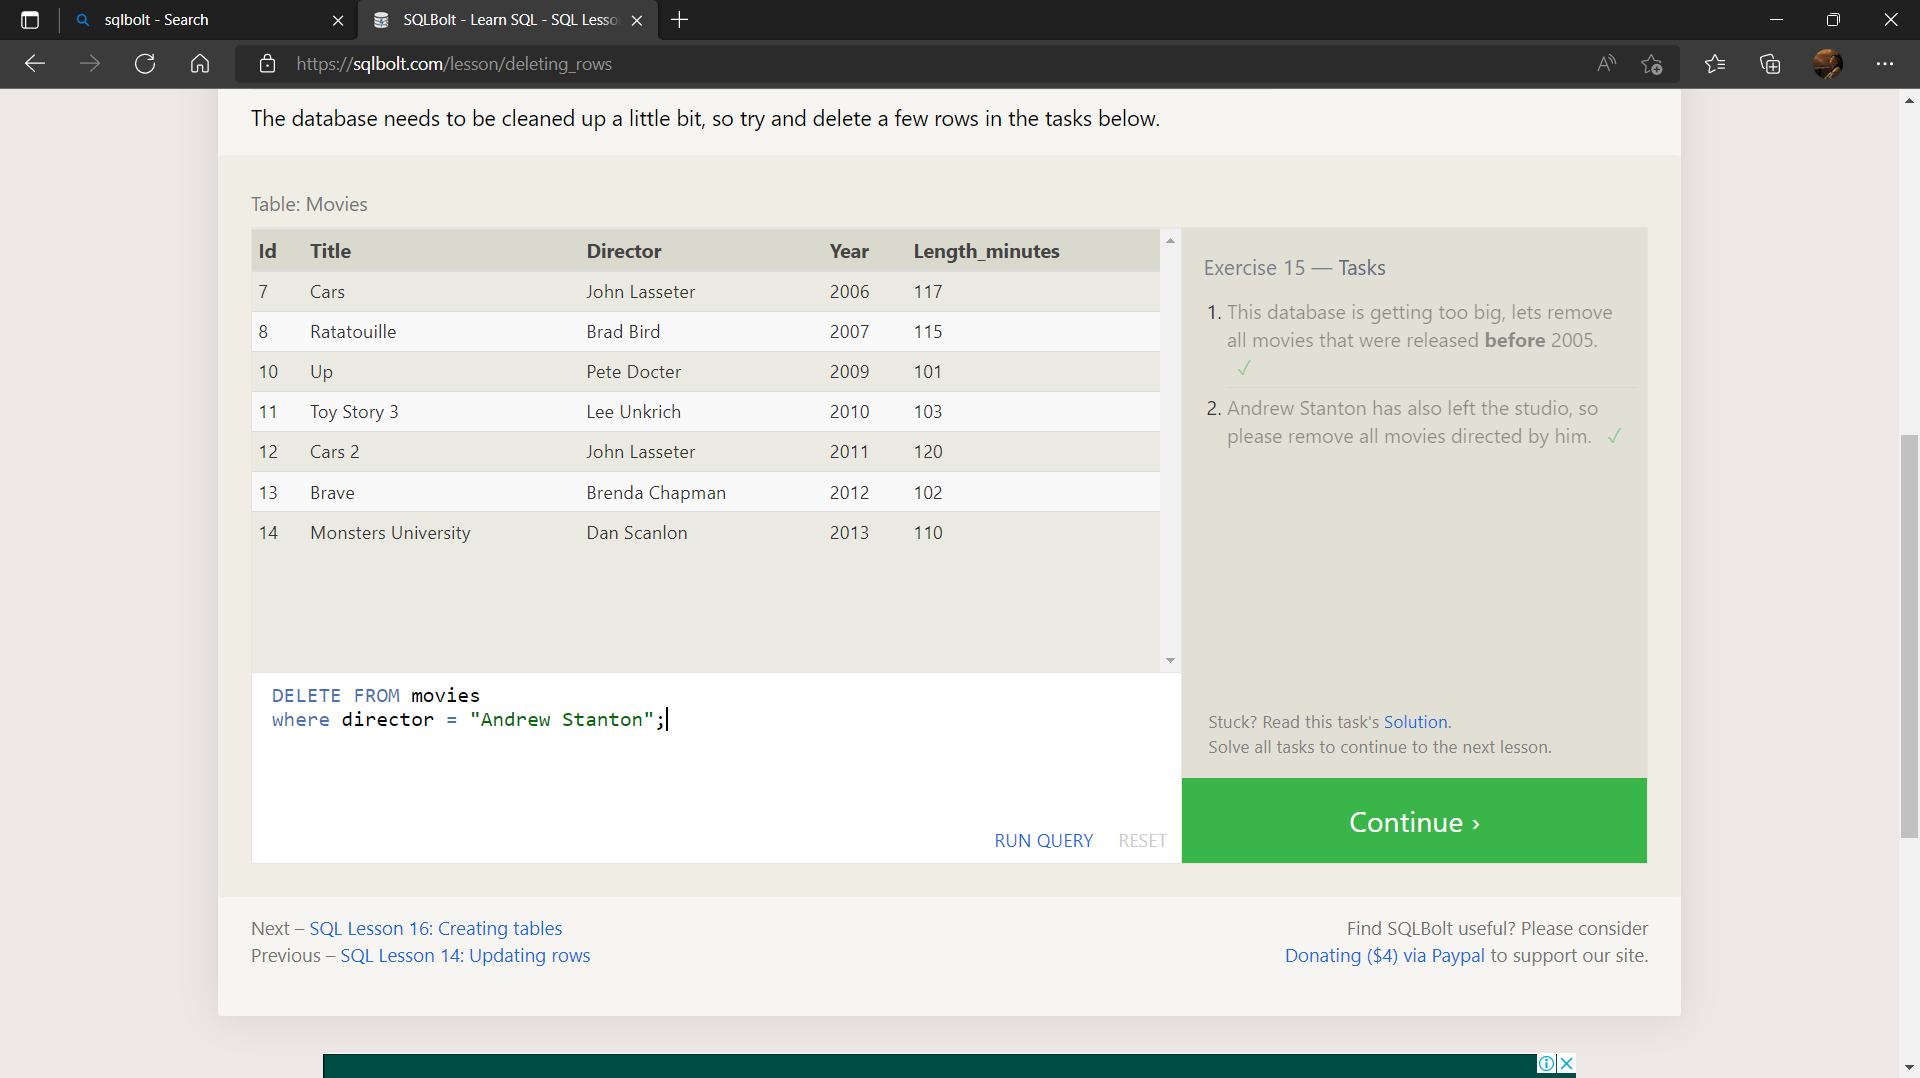 sqlbolt - Search
SQLBolt - Learn SQL - SQL Lesso
https://sqlbolt.com/lesson/deleting_rows
The database needs to be cleaned up a little bit, so try and delete a few rows in the tasks below.
Table: Movies
Id Title Director Year Length_minutes
7 Cars John Lasseter 2006 117
8 Ratatouille Brad Bird 2007 115
10 Up Pete Docter 2009 101
11 Toy Story 3 Lee Unkrich 2010 103
12 Cars 2 John Lasseter 2011 120
13 Brave Brenda Chapman 2012 102
14 Monsters University Dan Scanlon 2013 110
DELETE FROM movies
where director = "Andrew Stanton";
RUN QUERY RESET
Exercise 15 — Tasks
1. This database is getting too big, lets remove
all movies that were released before 2005.
✓
2. Andrew Stanton has also left the studio, so
please remove all movies directed by him. ✓
Stuck? Read this task's Solution.
Solve all tasks to continue to the next lesson.
Continue ›
Next – SQL Lesson 16: Creating tables
Previous – SQL Lesson 14: Updating rows
Find SQLBolt useful? Please consider
Donating ($4) via Paypal to support our site.